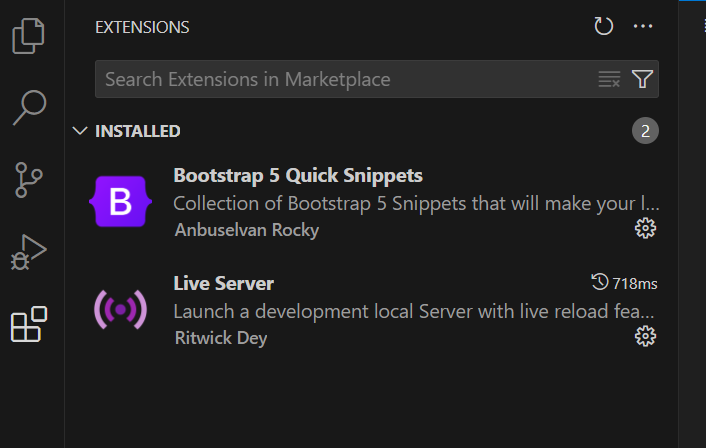 EXTENSIONS
Search Extensions in Marketplace
INSTALLED 2
Bootstrap 5 Quick Snippets
B
Collection of Bootstrap 5 Snippets that will make your l...
Anbuselvan Rocky
Live Server 718ms
Launch a development local Server with live reload fea...
Ritwick Dey